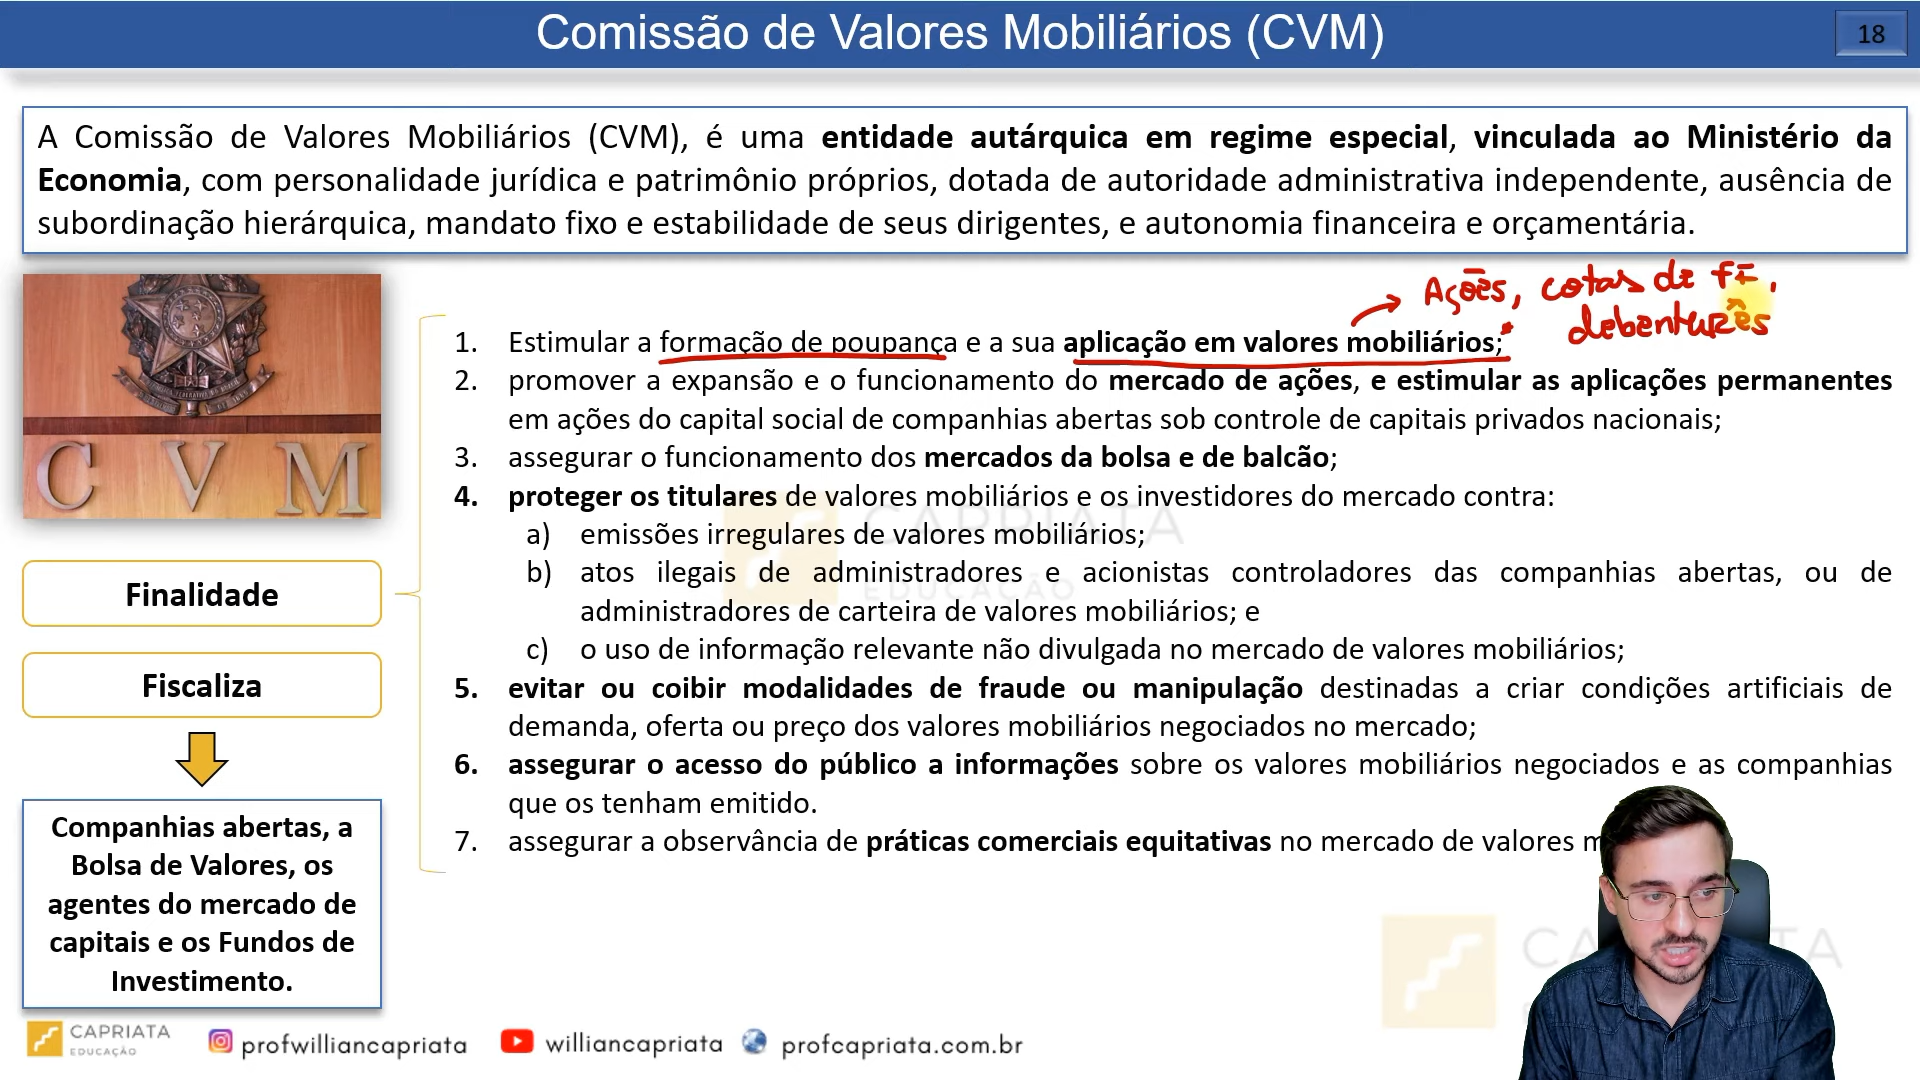 Comissão de Valores Mobiliários (CVM)
18
A Comissão de Valores Mobiliários (CVM), é uma entidade autárquica em regime especial, vinculada ao Ministério da
Economia, com personalidade jurídica e patrimônio próprios, dotada de autoridade administrativa independente, ausência de
subordinação hierárquica, mandato fixo e estabilidade de seus dirigentes, e autonomia financeira e orçamentária.
Ações, cotas de FI,
debentures
C V M
Finalidade
Fiscaliza
Companhias abertas, a
Bolsa de Valores, os
agentes do mercado de
capitais e os Fundos de
Investimento.
1. Estimular a formação de poupança e a sua aplicação em valores mobiliários;
2. promover a expansão e o funcionamento do mercado de ações, e estimular as aplicações permanentes
em ações do capital social de companhias abertas sob controle de capitais privados nacionais;
3. assegurar o funcionamento dos mercados da bolsa e de balcão;
4. proteger os titulares de valores mobiliários e os investidores do mercado contra:
a) emissões irregulares de valores mobiliários;
b) atos ilegais de administradores e acionistas controladores das companhias abertas, ou de
administradores de carteira de valores mobiliários; e
c) o uso de informação relevante não divulgada no mercado de valores mobiliários;
5. evitar ou coibir modalidades de fraude ou manipulação destinadas a criar condições artificiais de
demanda, oferta ou preço dos valores mobiliários negociados no mercado;
6. assegurar o acesso do público a informações sobre os valores mobiliários negociados e as companhias
que os tenham emitido.
7. assegurar a observância de práticas comerciais equitativas no mercado de valores m
CAPRIATA
EDUCAÇÃO
CAPRIATA
EDUCAÇÃO
profwilliancapriata
williancapriata
profcapriata.com.br